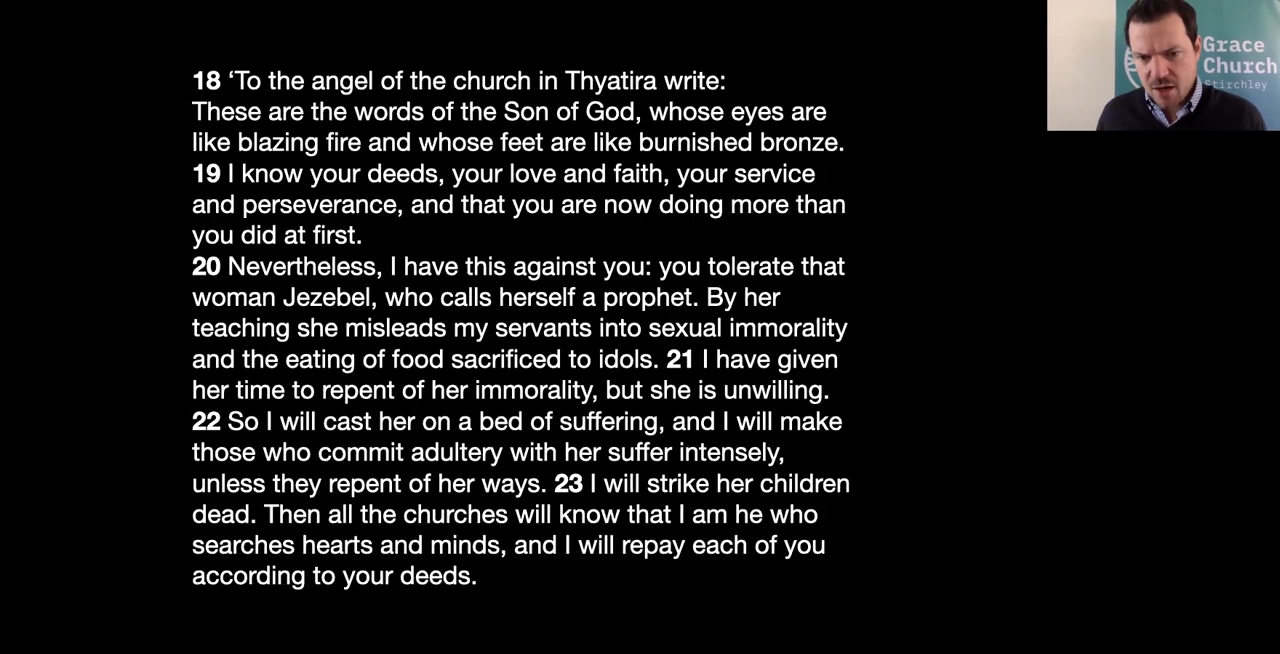 18 ‘To the angel of the church in Thyatira write:
These are the words of the Son of God, whose eyes are
like blazing fire and whose feet are like burnished bronze.
19 I know your deeds, your love and faith, your service
and perseverance, and that you are now doing more than
you did at first.
20 Nevertheless, I have this against you: you tolerate that
woman Jezebel, who calls herself a prophet. By her
teaching she misleads my servants into sexual immorality
and the eating of food sacrificed to idols. 21 I have given
her time to repent of her immorality, but she is unwilling.
22 So I will cast her on a bed of suffering, and I will make
those who commit adultery with her suffer intensely,
unless they repent of her ways. 23 I will strike her children
dead. Then all the churches will know that I am he who
searches hearts and minds, and I will repay each of you
according to your deeds.
Grace
Church
Stirchley